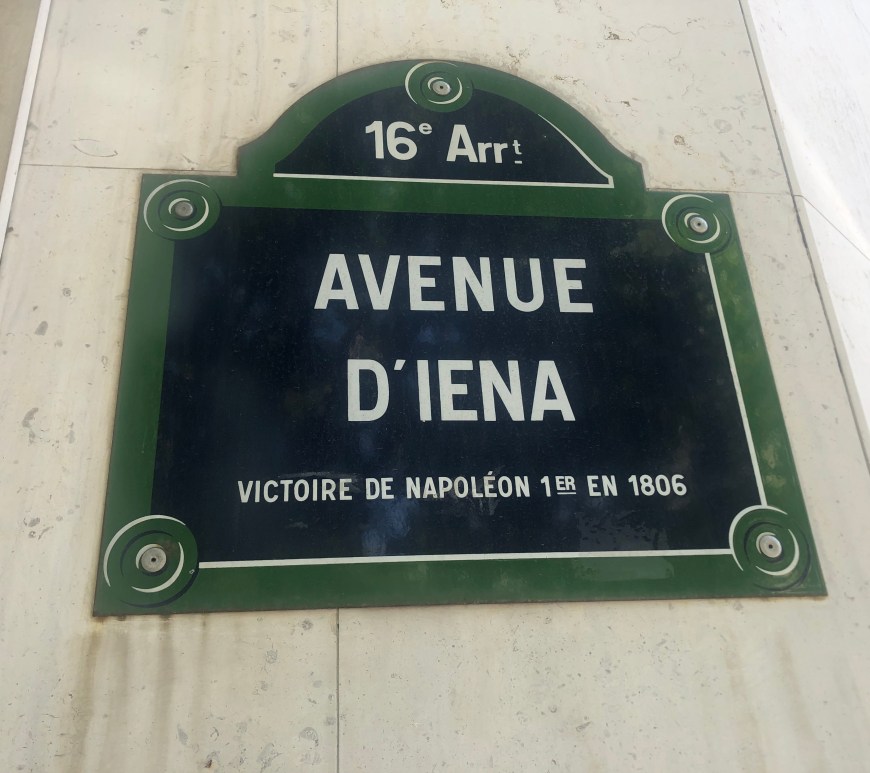 16e Arrt
AVENUE
D'IENA
VICTOIRE DE NAPOLÉON 1ER EN 1806